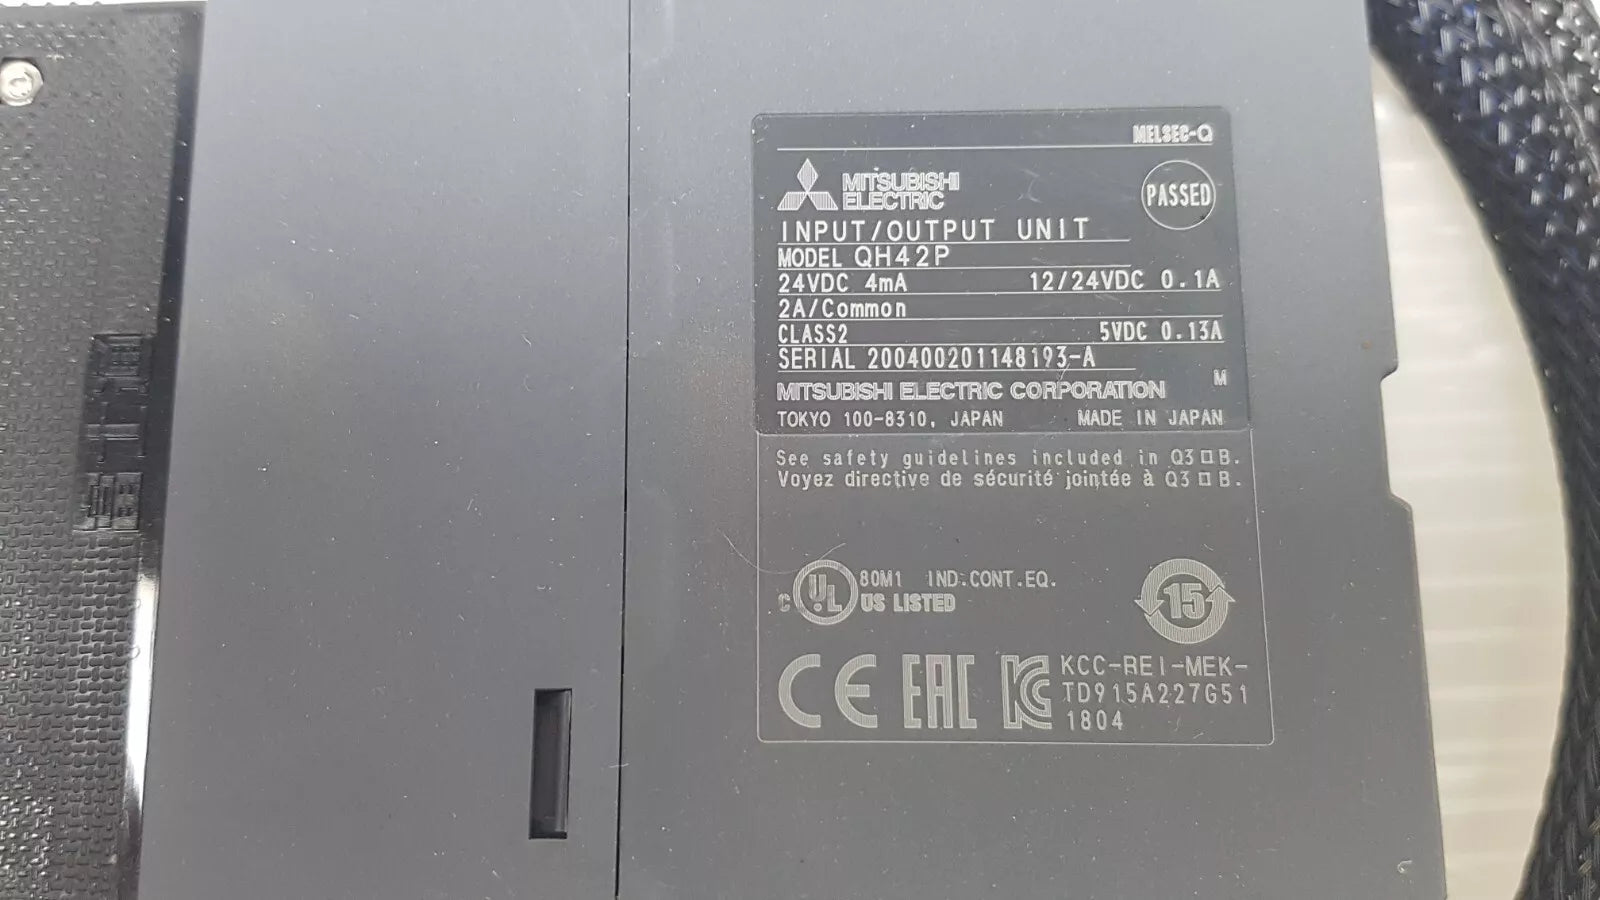 MELSEC-Q
MITSUBISHI
ELECTRIC
PASSED
INPUT/OUTPUT UNIT
MODEL QH42P
24VDC 4mA 12/24VDC 0.1A
2A/Common
CLASS2 5VDC 0.13A
SERIAL 200400201148193-A
MITSUBISHI ELECTRIC CORPORATION M
TOKYO 100-8310, JAPAN MADE IN JAPAN
See safety guidelines included in Q3□B.
Voyez directive de sécurité jointée à Q3□B.
C UL US LISTED
80M1 IND.CONT.EQ.
15
CE EAC KC
KCC-REI-MEK-
TD915A227G51
1804